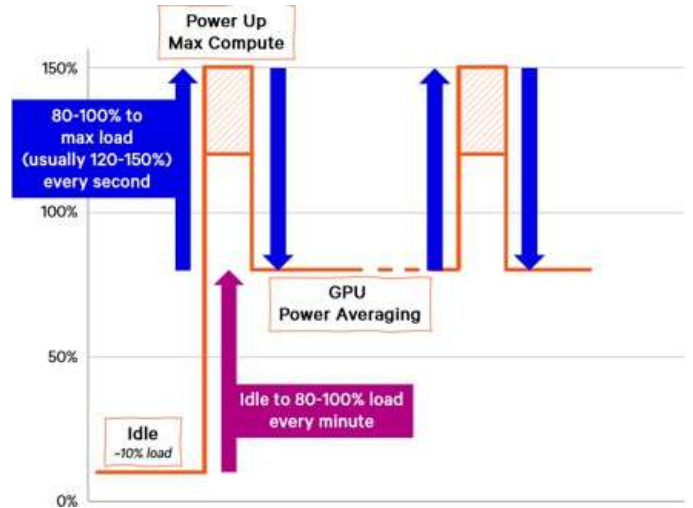 Power Up
Max Compute
150%
80-100% to
max load
(usually 120-150%)
every second
100%
GPU
Power Averaging
50%
Idle to 80-100% load
every minute
Idle
~10% load
0%